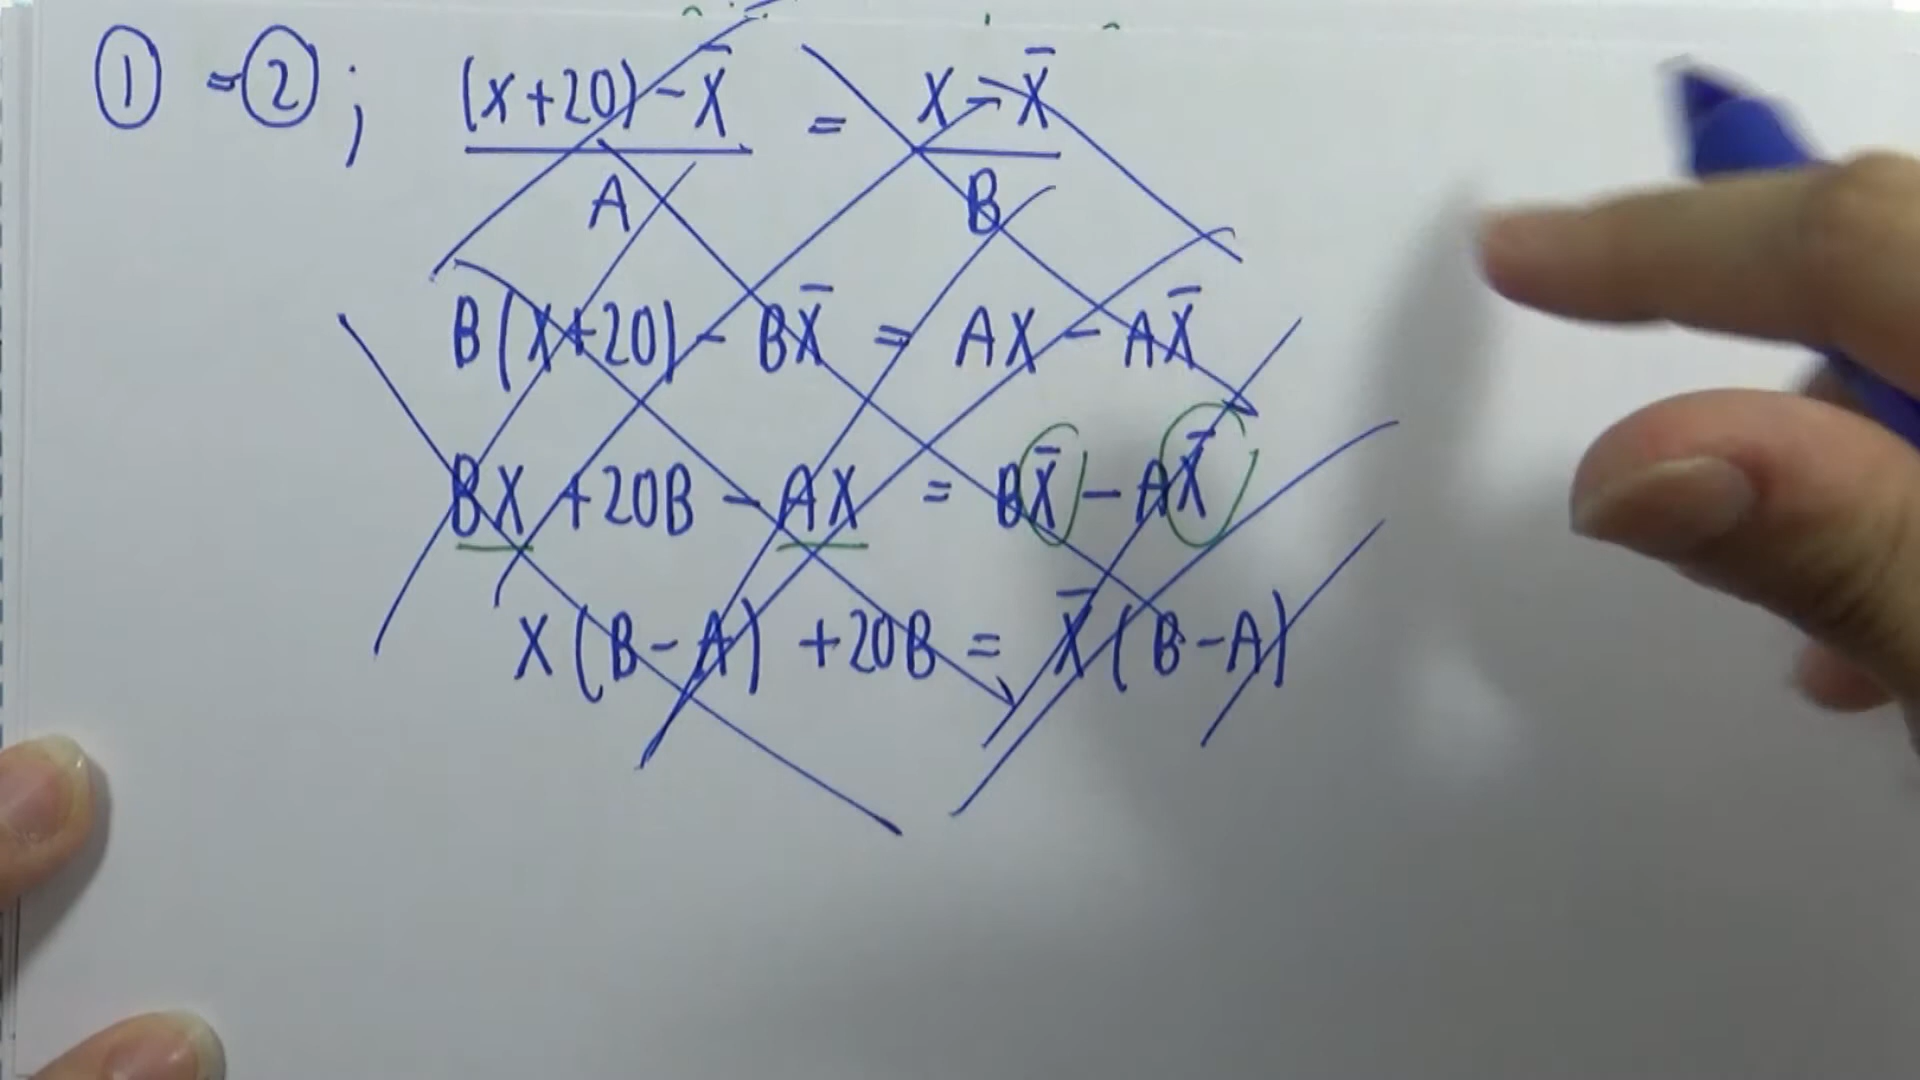 ① = ② ; (x+20) - X̄ / A = X - X̄ / B
B(X+20) - BX̄ = AX - AX̄
BX + 20B - AX = BX̄ - AX̄
X(B-A) + 20B = X̄(B-A)